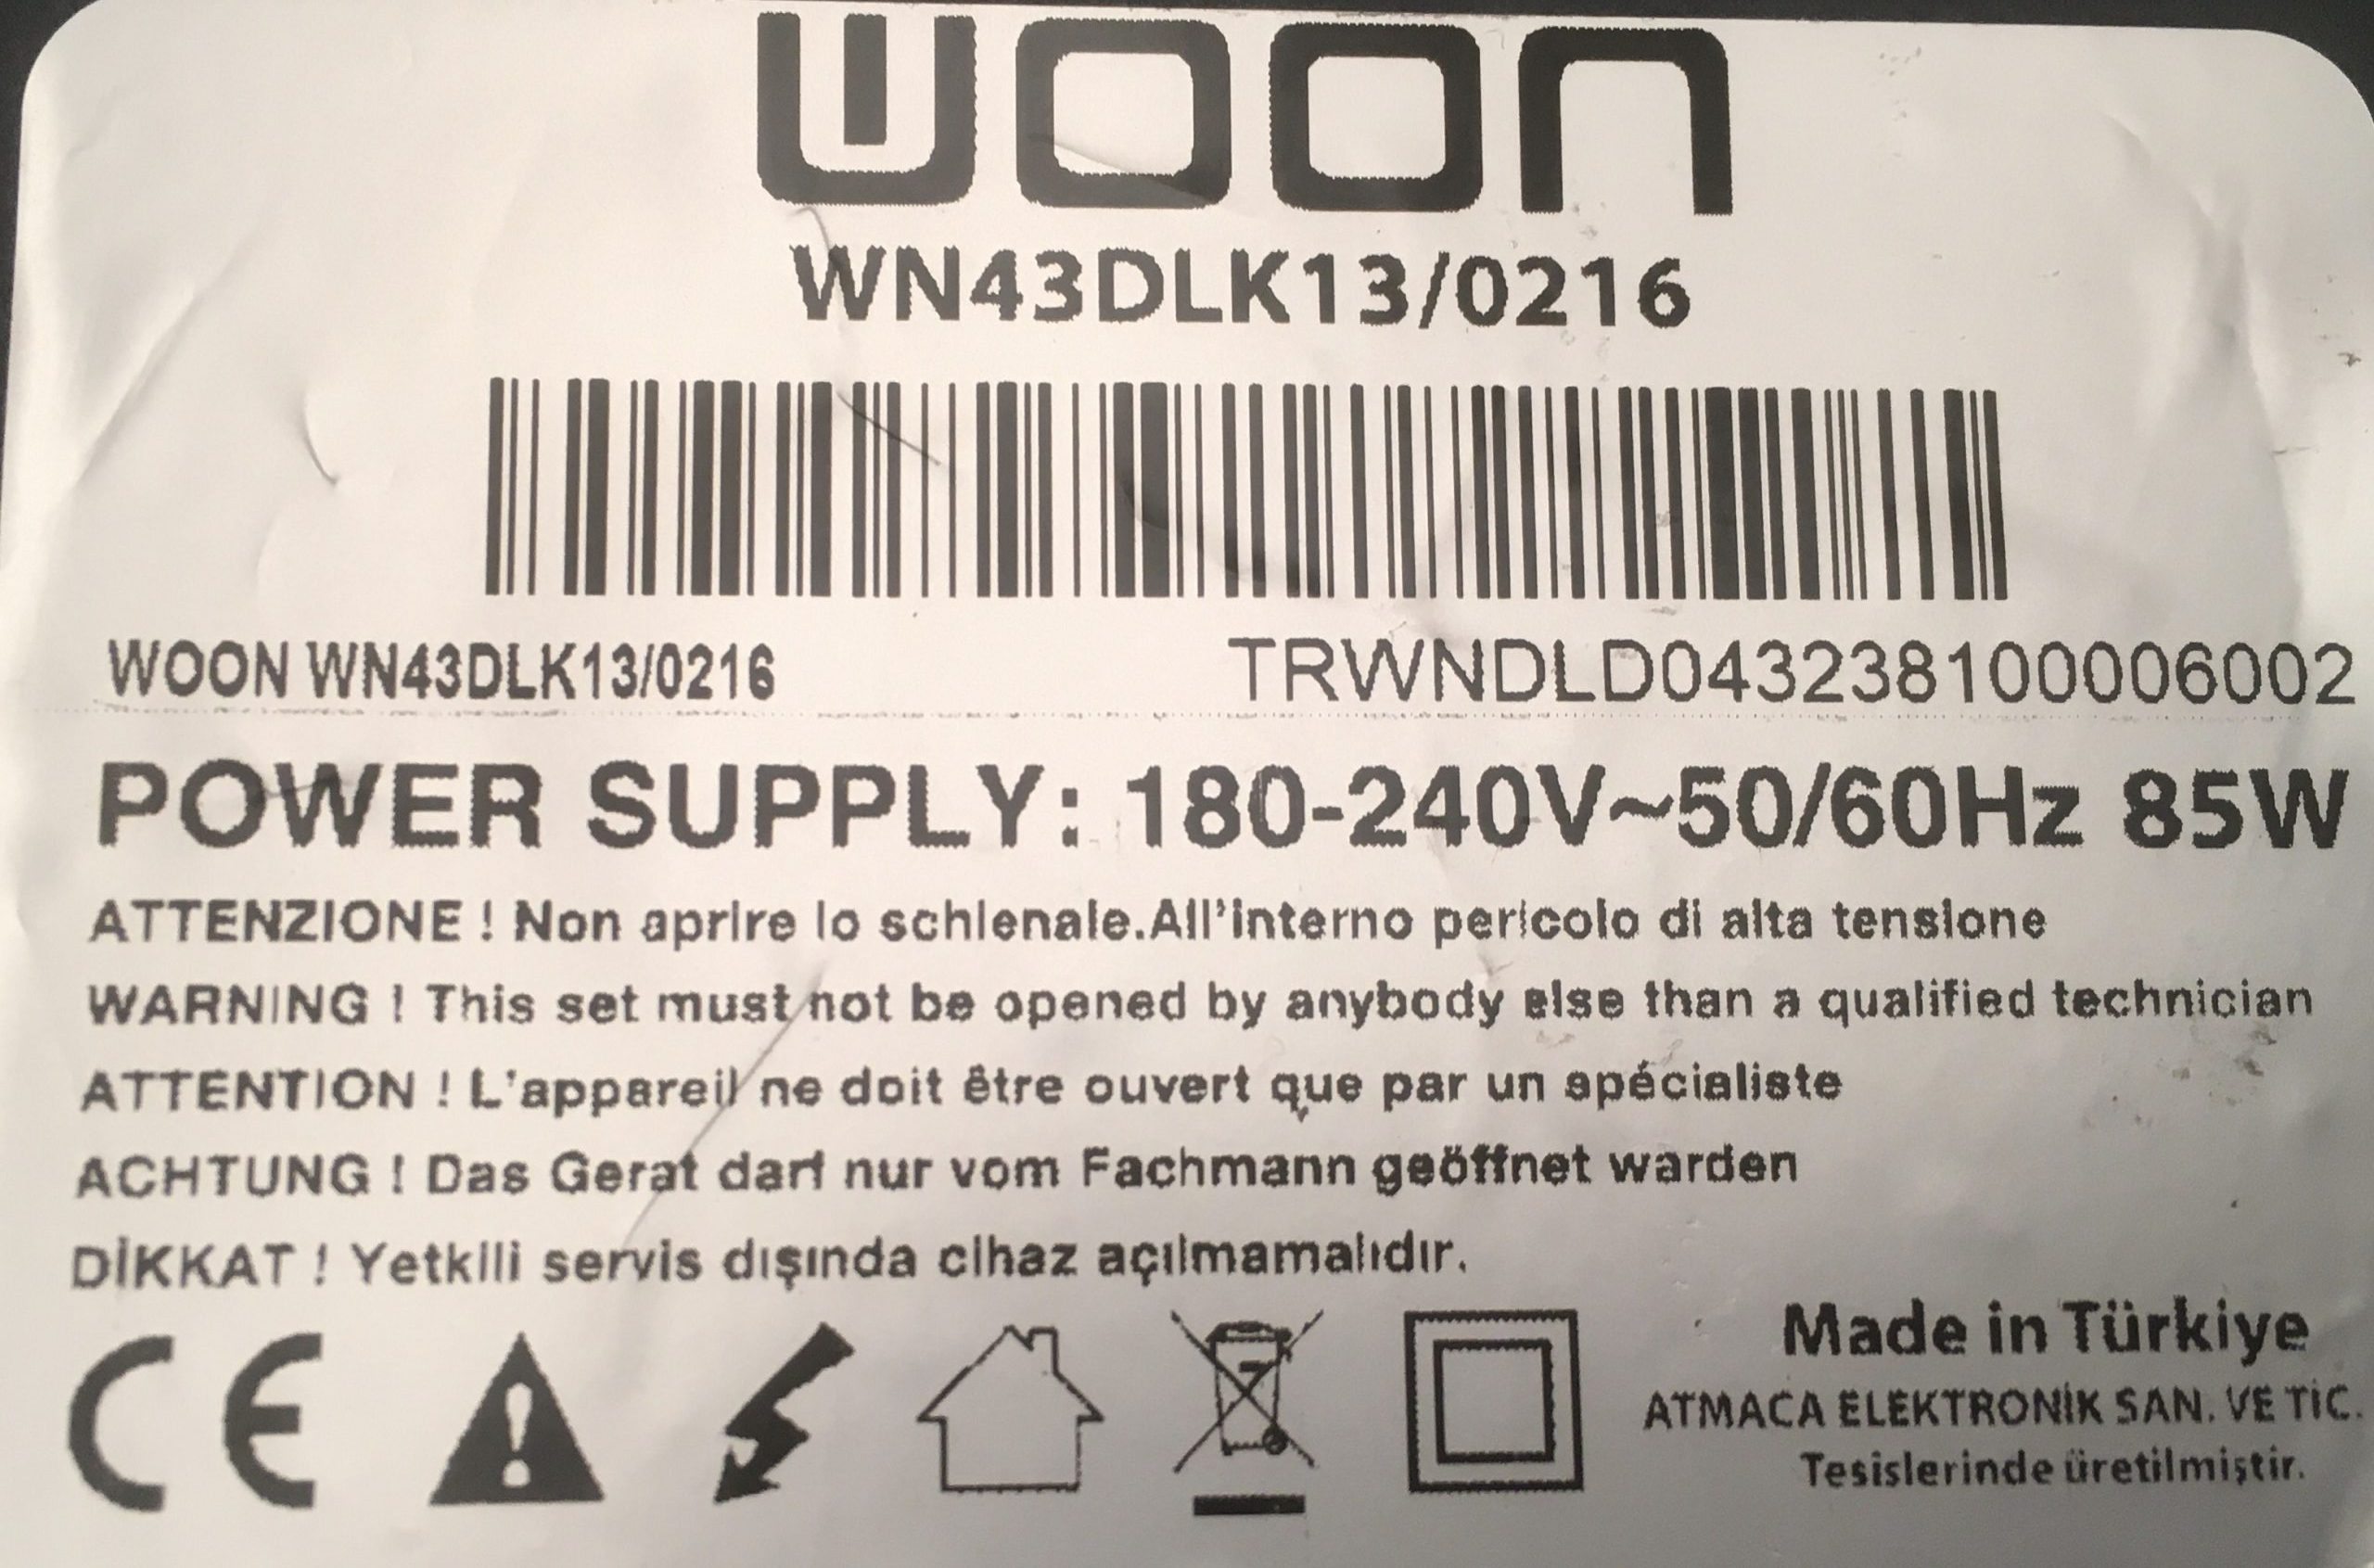 woon
WN43DLK13/0216
WOON WN43DLK13/0216 TRWNDLD043238100006002
POWER SUPPLY: 180-240V~50/60Hz 85W
ATTENZIONE ! Non aprire lo schienale.All'interno pericolo di alta tensione
WARNING ! This set must not be opened by anybody else than a qualified technician
ATTENTION ! L'appareil ne doit être ouvert que par un spécialiste
ACHTUNG ! Das Gerat darf nur vom Fachmann geöffnet warden
DİKKAT ! Yetkili servis dışında cihaz açılmamalıdır.
CE
Made in Türkiye
ATMACA ELEKTRONİK SAN. VE TİC.
Tesislerinde üretilmiştir.